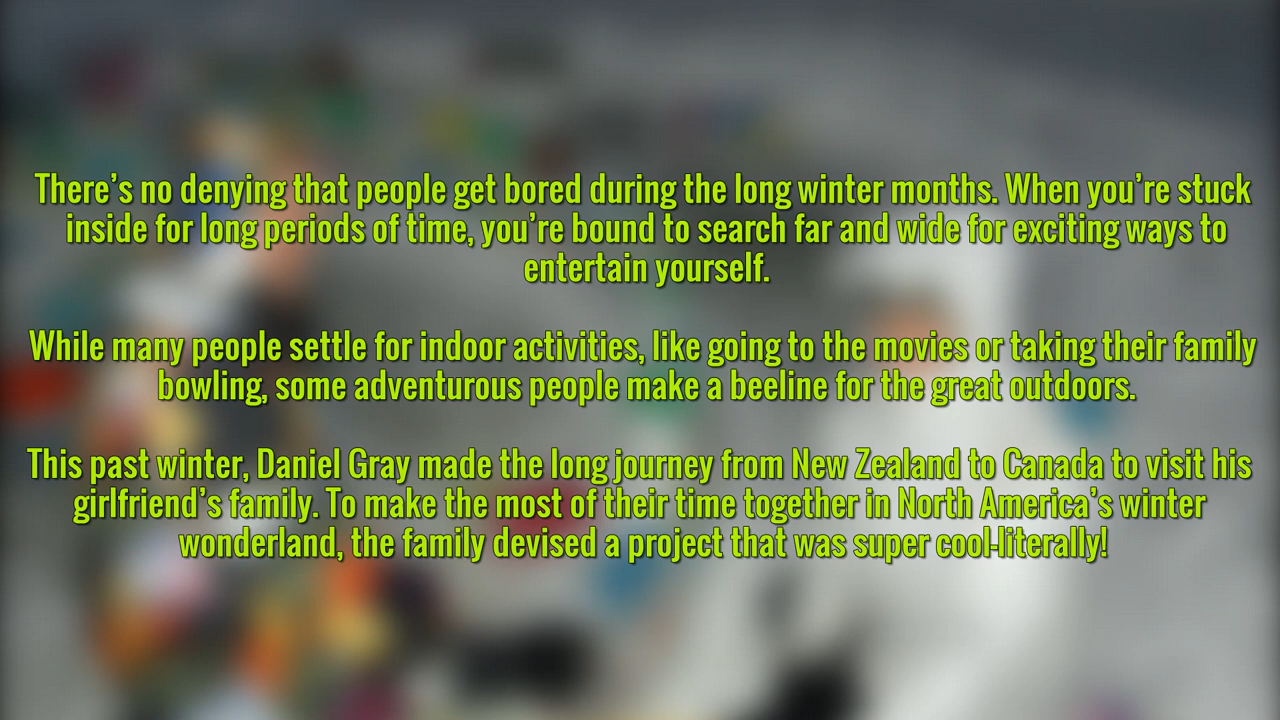 There’s no denying that people get bored during the long winter months. When you’re stuck
inside for long periods of time, you’re bound to search far and wide for exciting ways to
entertain yourself.
While many people settle for indoor activities, like going to the movies or taking their family
bowling, some adventurous people make a beeline for the great outdoors.
This past winter, Daniel Gray made the long journey from New Zealand to Canada to visit his
girlfriend’s family. To make the most of their time together in North America’s winter
wonderland, the family devised a project that was super cool-literally!